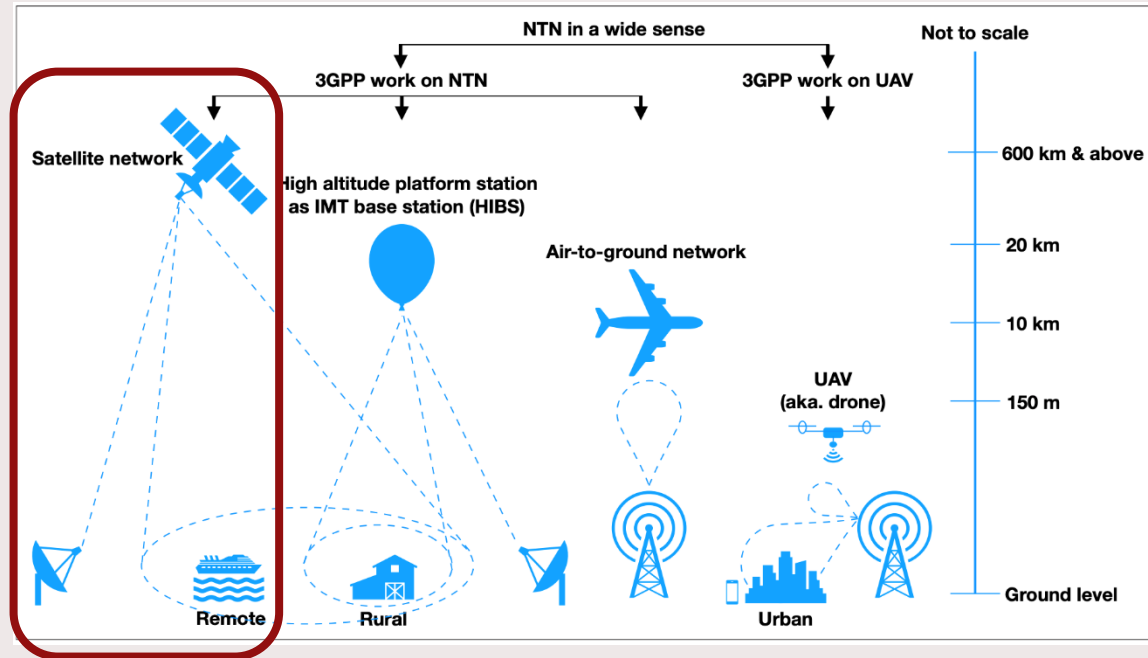 NTN in a wide sense
Not to scale
3GPP work on NTN
3GPP work on UAV
Satellite network
600 km & above
High altitude platform station
as IMT base station (HIBS)
20 km
Air-to-ground network
10 km
UAV
(aka. drone)
150 m
Ground level
Remote
Rural
Urban